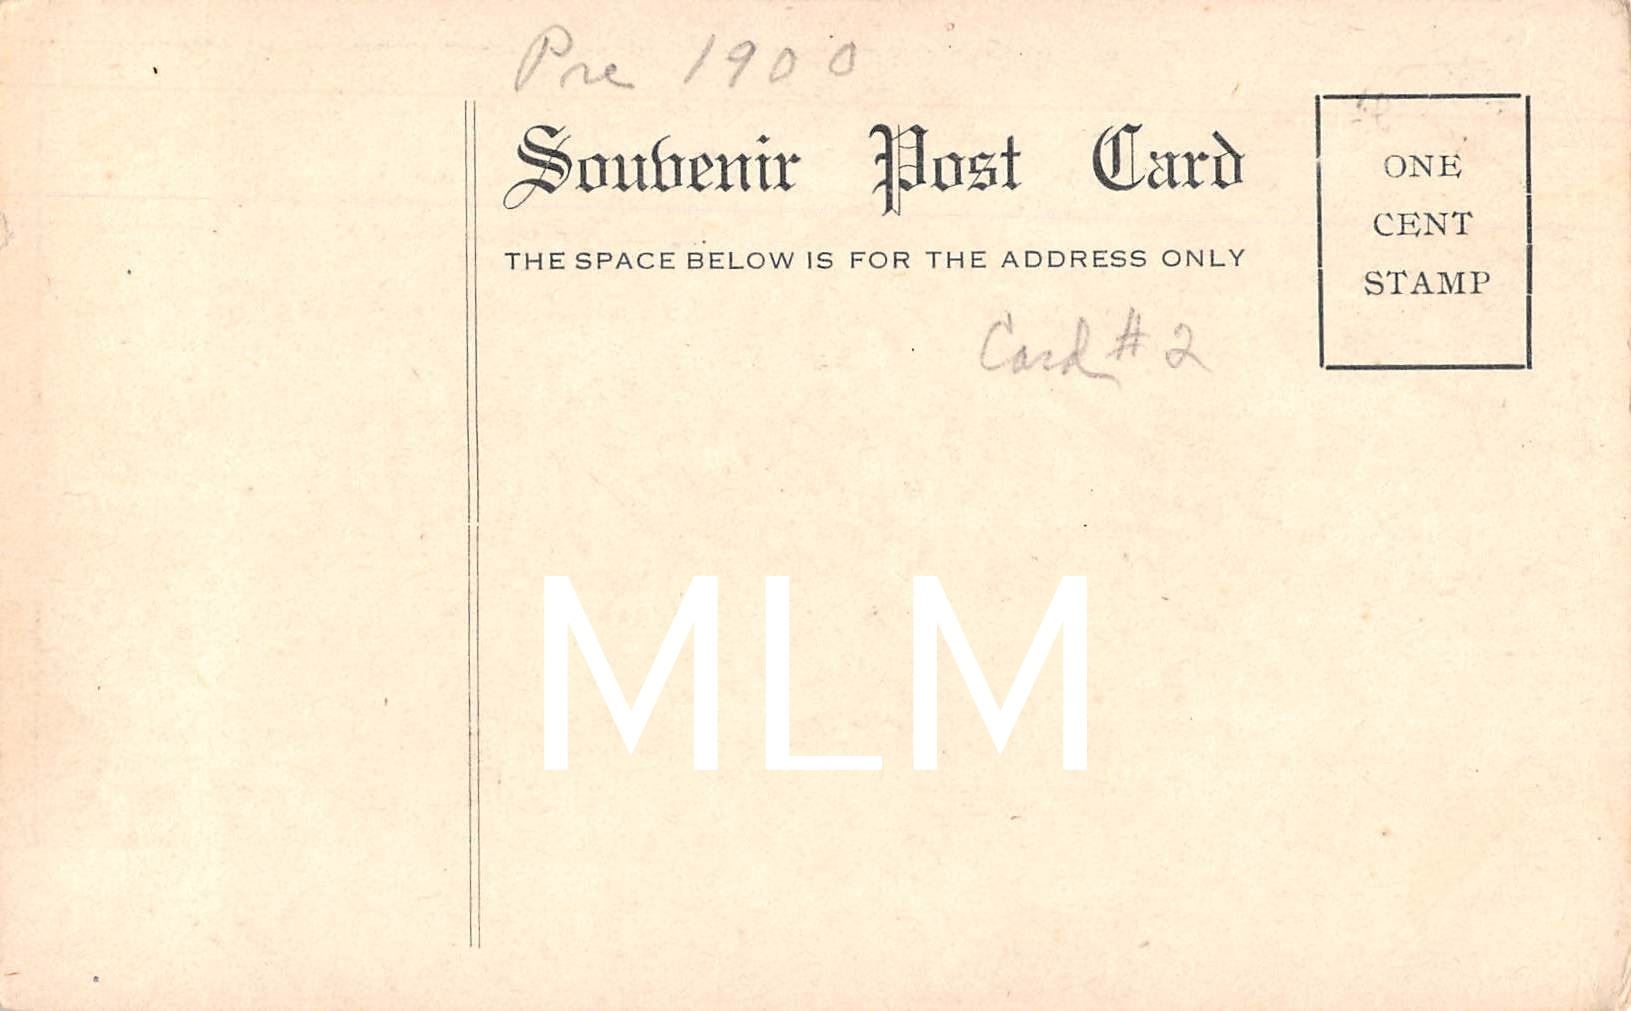 Pre 1900
Souvenir Post Card
THE SPACE BELOW IS FOR THE ADDRESS ONLY
ONE
CENT
STAMP
Card #2
MLM